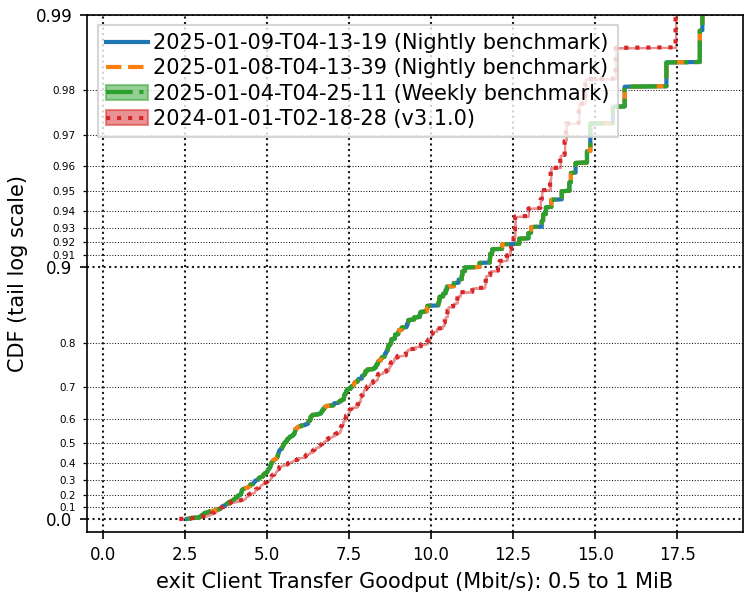 0.99
2025-01-09-T04-13-19 (Nightly benchmark)
2025-01-08-T04-13-39 (Nightly benchmark)
2025-01-04-T04-25-11 (Weekly benchmark)
2024-01-01-T02-18-28 (v3.1.0)
0.98
0.97
0.96
0.95
0.94
0.93
0.92
0.91
0.9
0.8
0.7
0.6
0.5
0.4
0.3
0.2
0.1
0.0
CDF (tail log scale)
0.0 2.5 5.0 7.5 10.0 12.5 15.0 17.5
exit Client Transfer Goodput (Mbit/s): 0.5 to 1 MiB